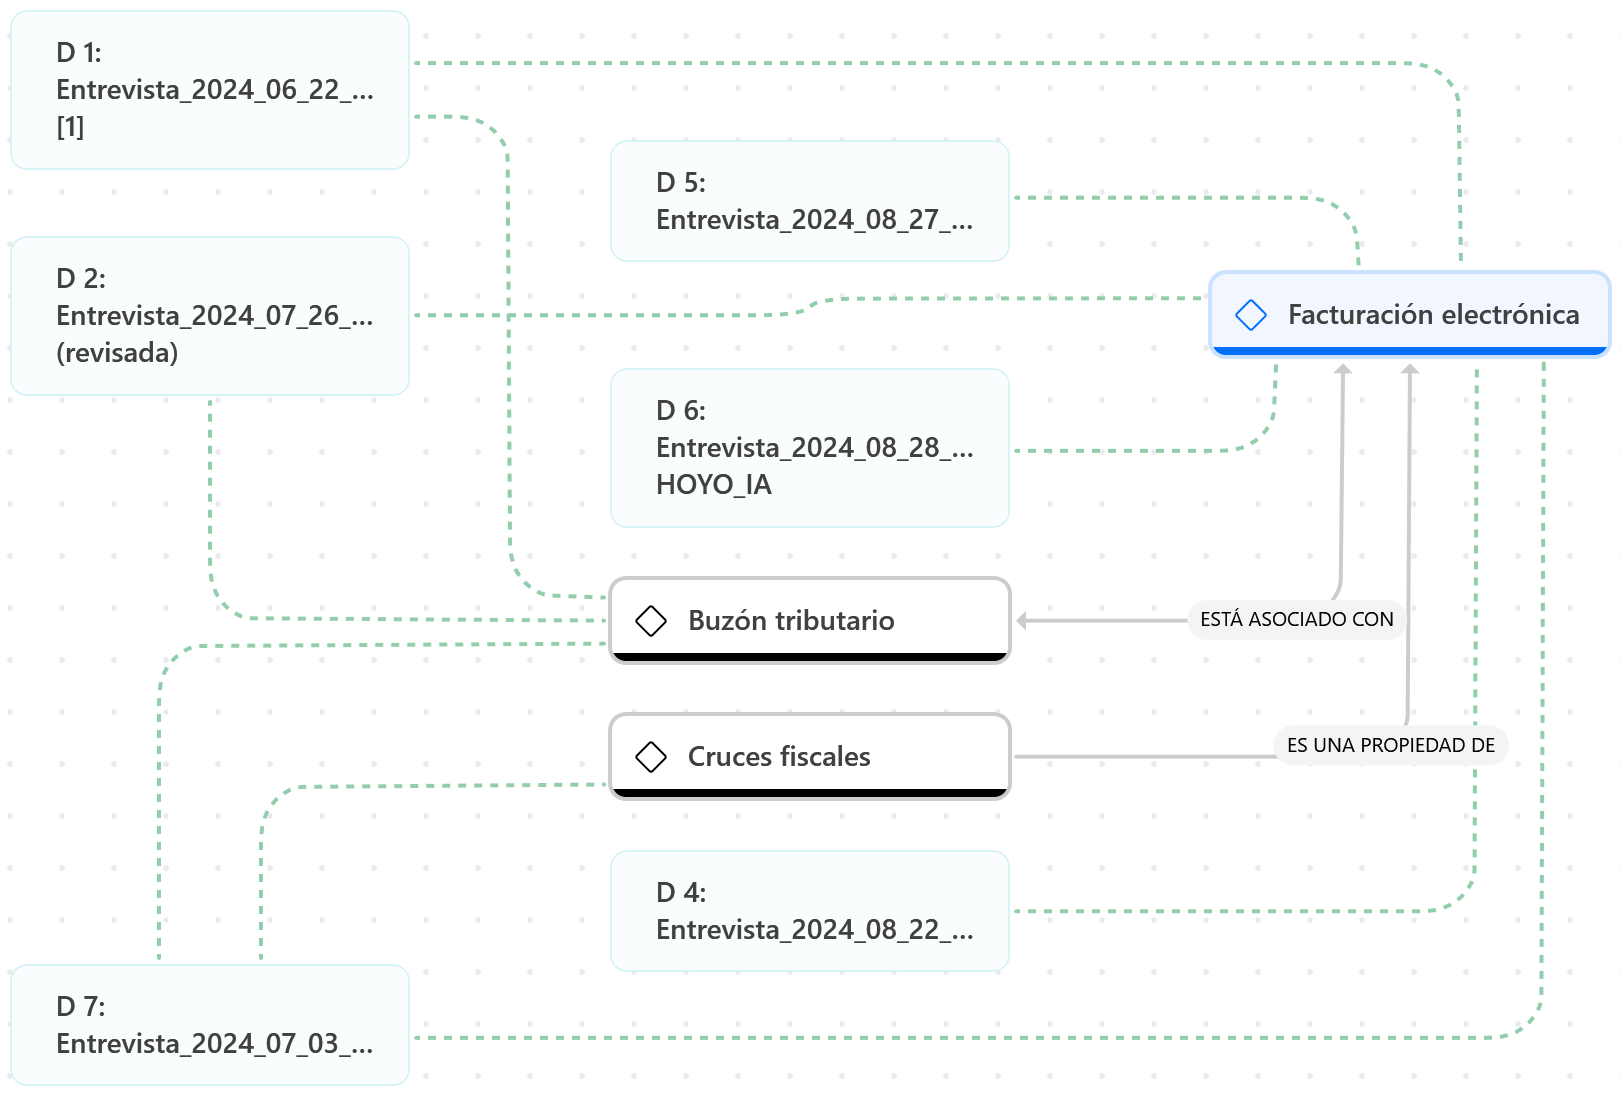 D 1:
Entrevista_2024_06_22_...
[1]
D 5:
Entrevista_2024_08_27_...
D 2:
Entrevista_2024_07_26_...
(revisada)
Facturación electrónica
D 6:
Entrevista_2024_08_28_...
HOYO_IA
Buzón tributario
ESTÁ ASOCIADO CON
Cruces fiscales
ES UNA PROPIEDAD DE
D 4:
Entrevista_2024_08_22_...
D 7:
Entrevista_2024_07_03_...